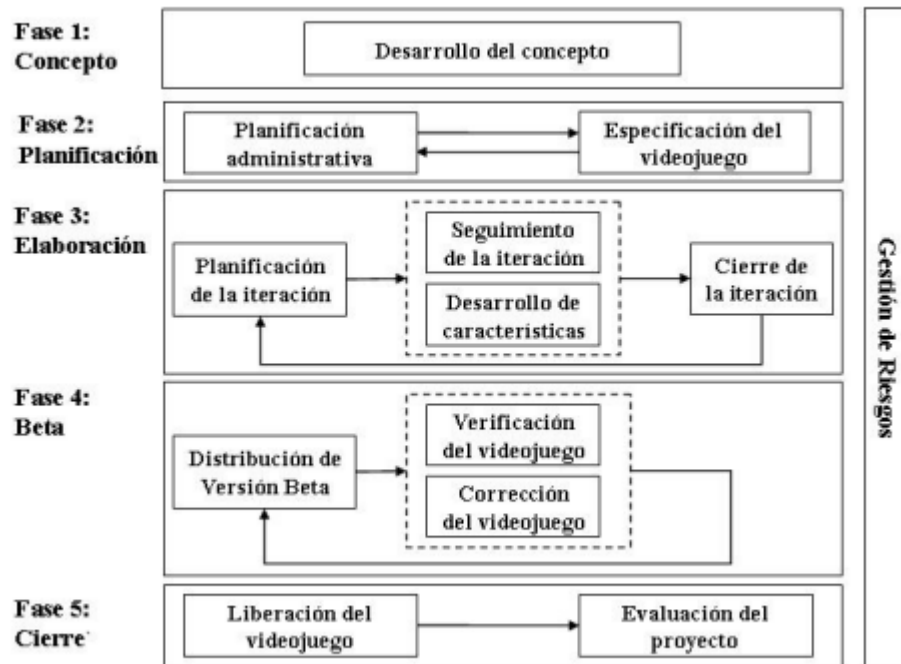 Fase 1:
Concepto
Desarrollo del concepto
Fase 2:
Planificación
Planificación
administrativa
Especificación del
videojuego
Fase 3:
Elaboración
Planificación
de la iteración
Seguimiento
de la iteración
Desarrollo de
características
Cierre de
la iteración
Fase 4:
Beta
Distribución de
Versión Beta
Verificación
del videojuego
Corrección
del videojuego
Fase 5:
Cierre
Liberación del
videojuego
Evaluación del
proyecto
Gestión de Riesgos